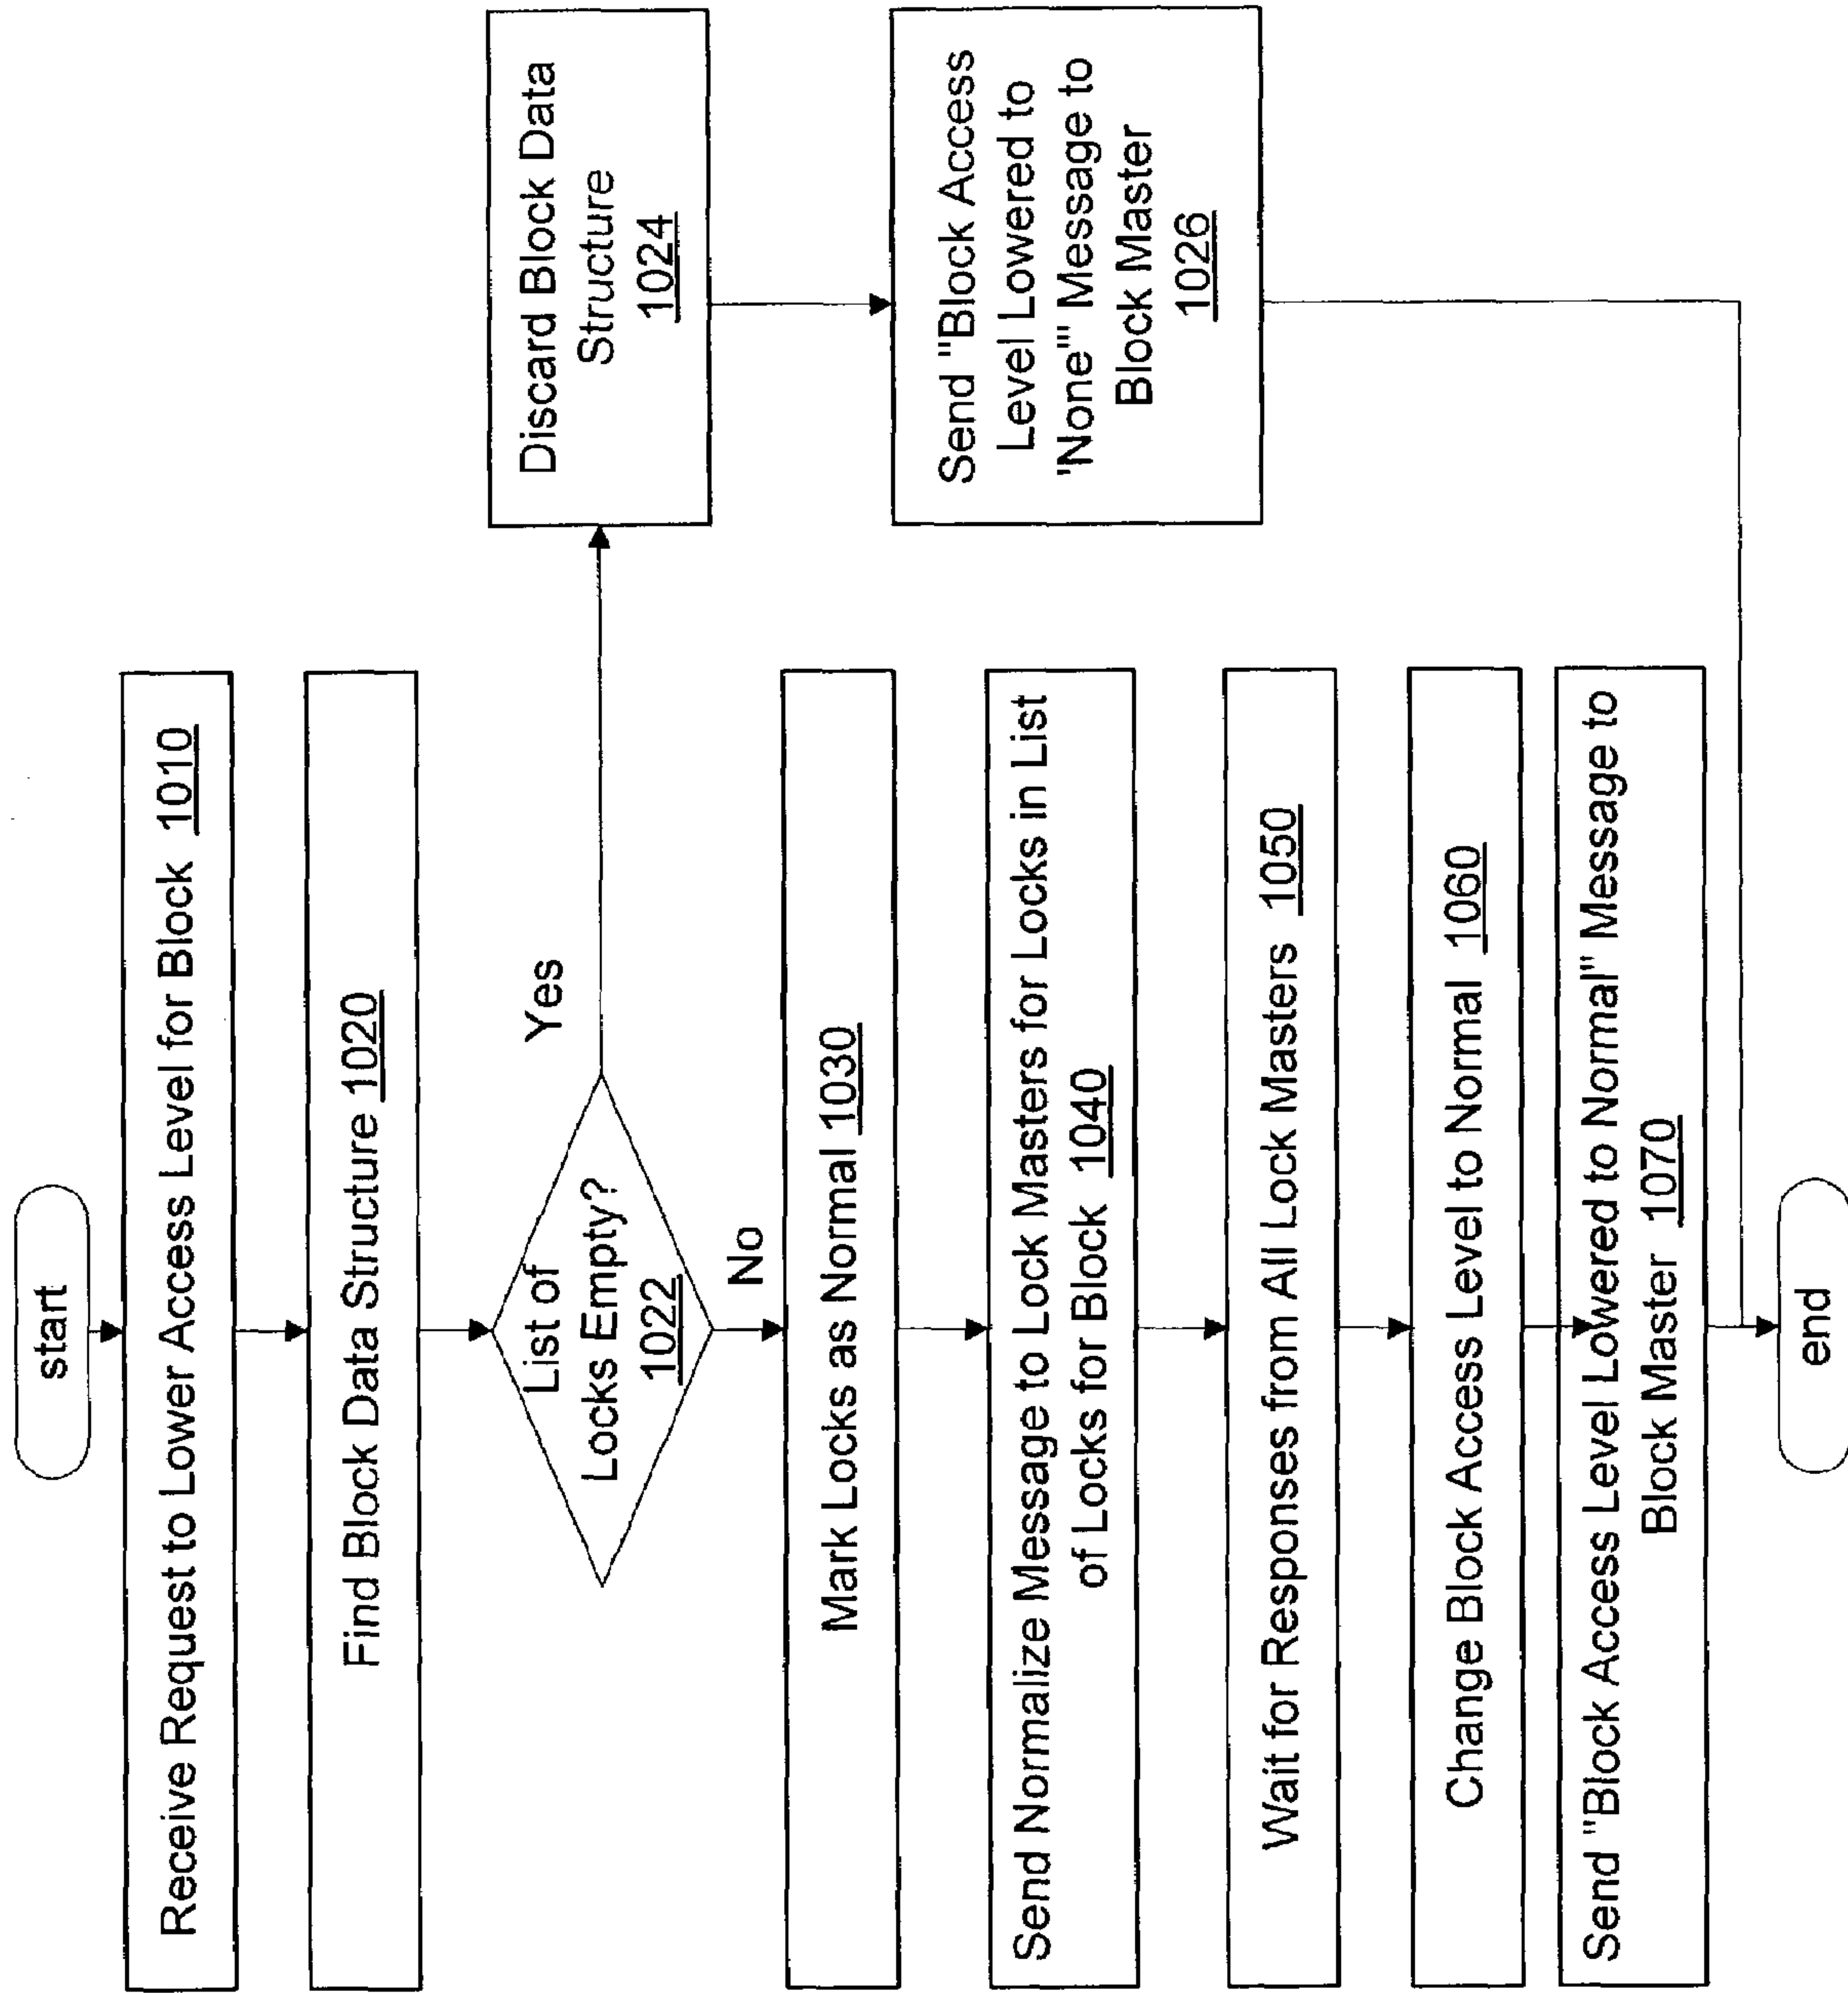 start
Receive Request to Lower Access Level for Block 1010
Find Block Data Structure 1020
List of
Locks Empty?
1022
Yes
No
Discard Block Data
Structure
1024
Send "Block Access
Level Lowered to
'None'" Message to
Block Master
1026
Mark Locks as Normal 1030
Send Normalize Message to Lock Masters for Locks in List
of Locks for Block 1040
Wait for Responses from All Lock Masters 1050
Change Block Access Level to Normal 1060
Send "Block Access Level Lowered to Normal" Message to
Block Master 1070
end